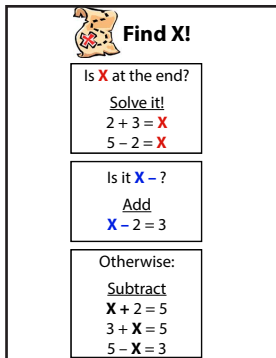 Find X!
Is X at the end?
Solve it!
2 + 3 = X
5 – 2 = X
Is it X – ?
Add
X – 2 = 3
Otherwise:
Subtract
X + 2 = 5
3 + X = 5
5 – X = 3